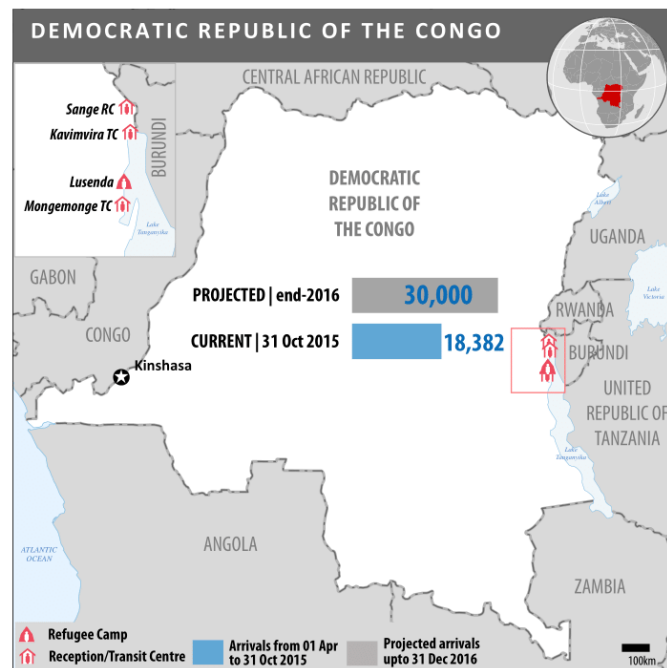 DEMOCRATIC REPUBLIC OF THE CONGO
CENTRAL AFRICAN REPUBLIC
Sange RC
Kavimvira TC
BURUNDI
Lusenda
Mongemonge TC
Lake
Tanganyika
DEMOCRATIC
REPUBLIC OF
THE CONGO
Lake
Albert
UGANDA
GABON
Lake
Victoria
PROJECTED | end-2016
30,000
RWANDA
CONGO
CURRENT | 31 Oct 2015
18,382
BURUNDI
Kinshasa
UNITED
REPUBLIC OF
TANZANIA
Lake
Tanganyika
ANGOLA
ATLANTIC
OCEAN
ZAMBIA
Refugee Camp
Reception/Transit Centre
Arrivals from 01 Apr
to 31 Oct 2015
Projected arrivals
upto 31 Dec 2016
100km